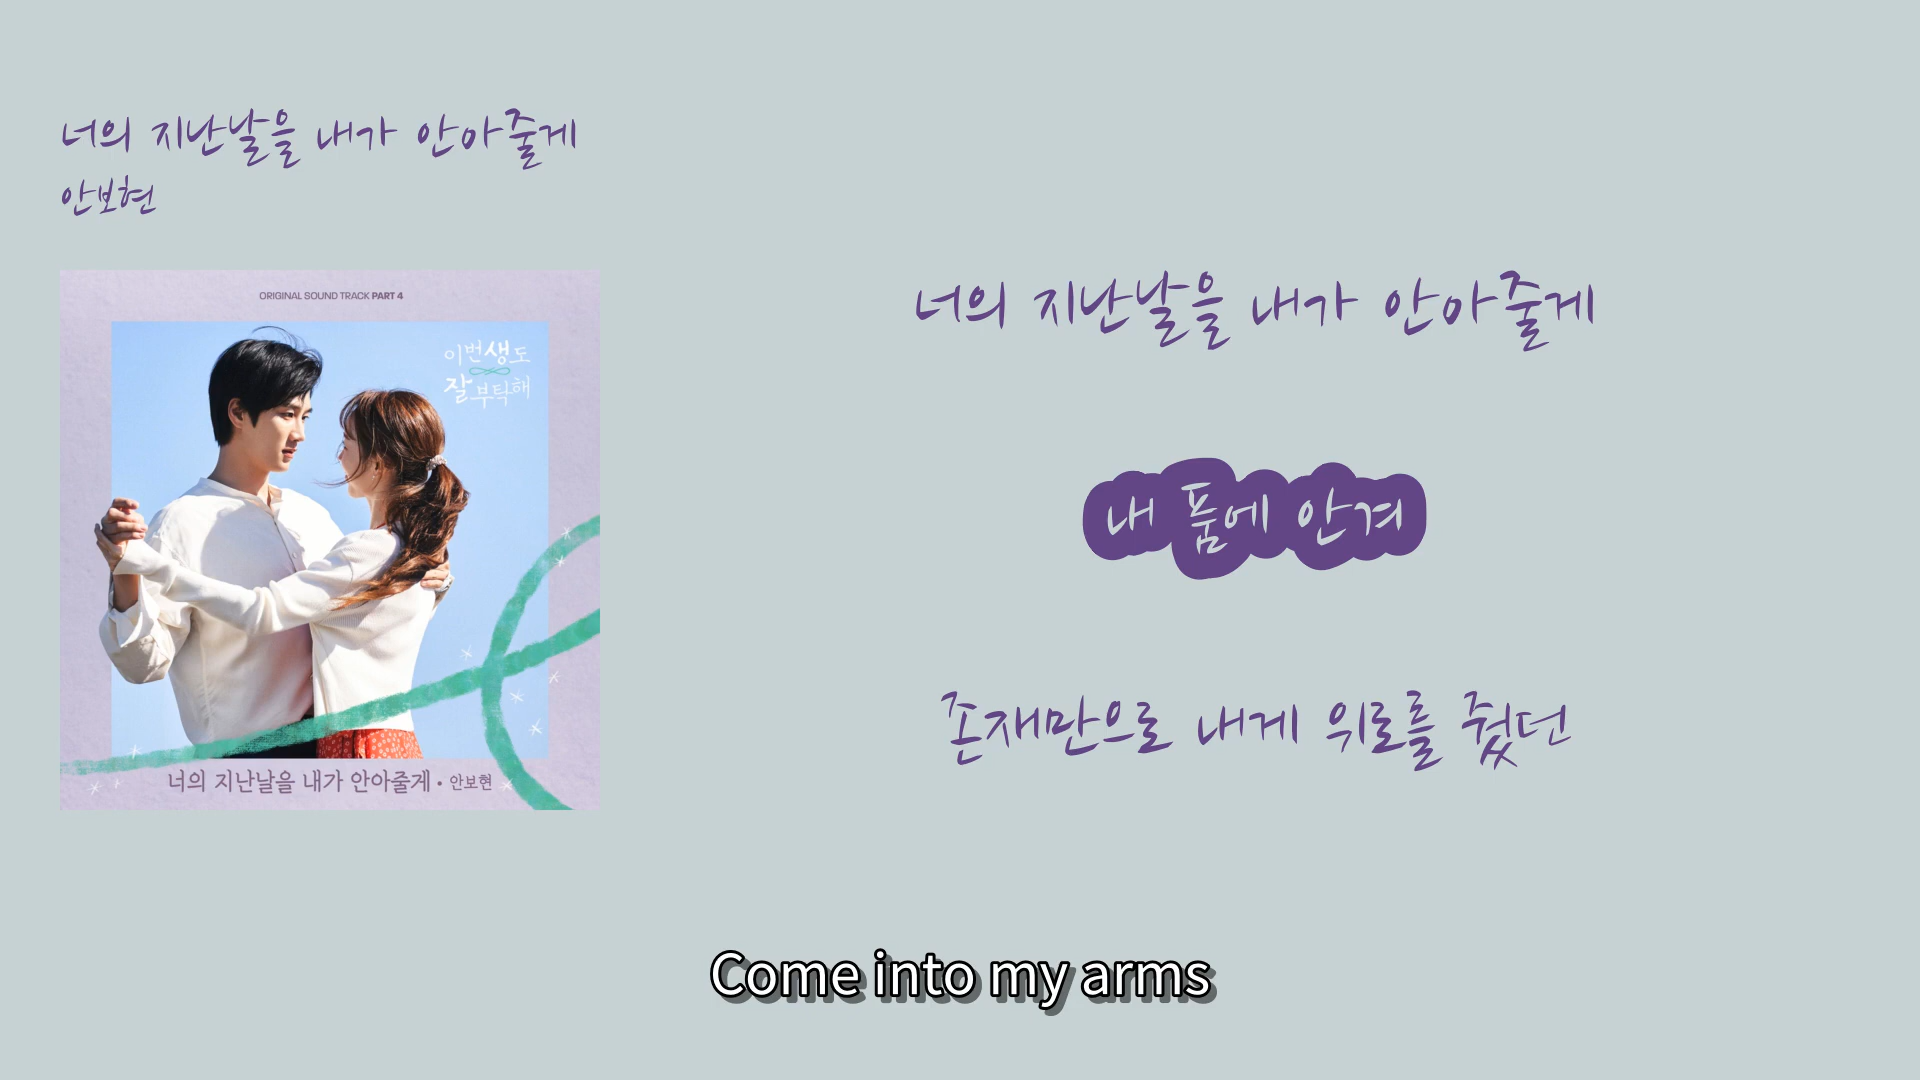 너의 지난날을 내가 안아줄게
안보현
ORIGINAL SOUND TRACK PART 4
이번생도
잘부탁해
너의 지난날을 내가 안아줄게 • 안보현
너의 지난날을 내가 안아줄게
내 품에 안겨
존재만으로 내게 위로를 줬던
Come into my arms